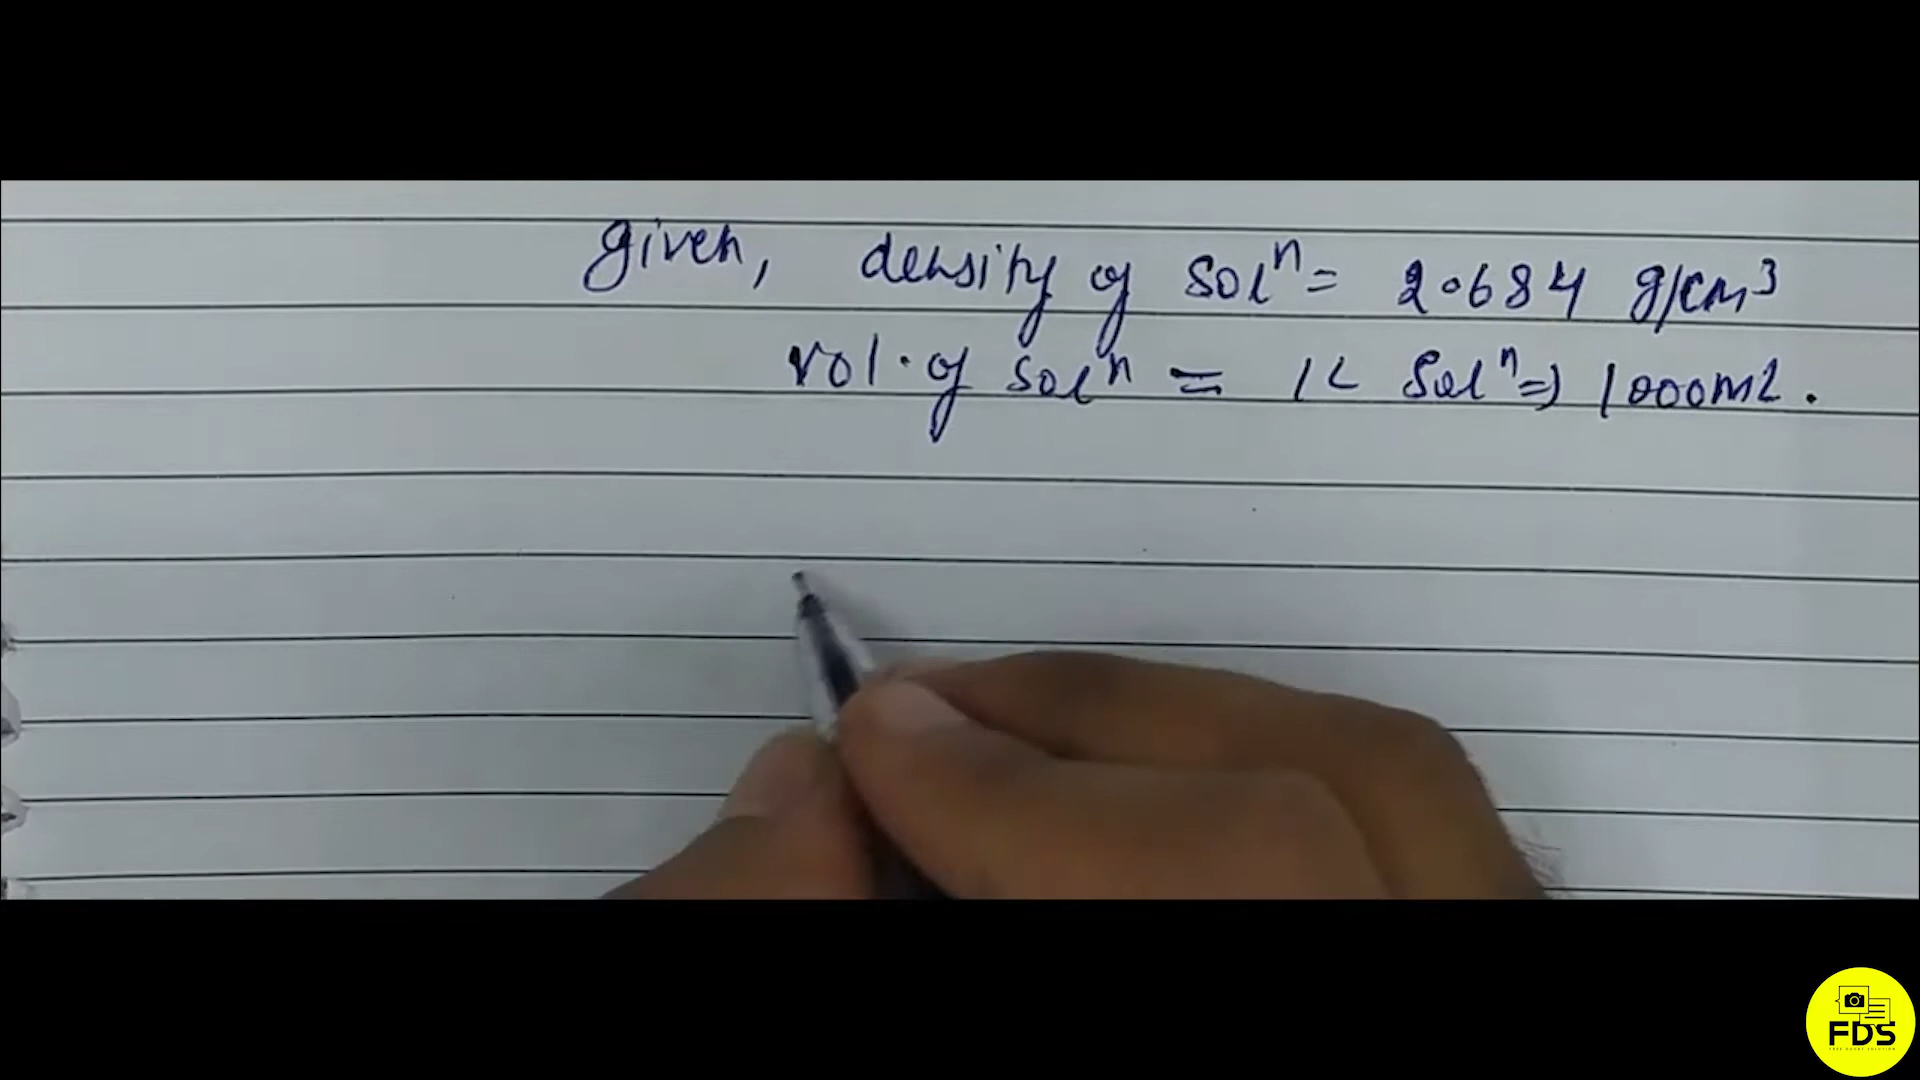 given, density of solⁿ = 2.684 g/cm³
vol. of solⁿ = 1L Solⁿ ⇒ 1000mL.
FDS